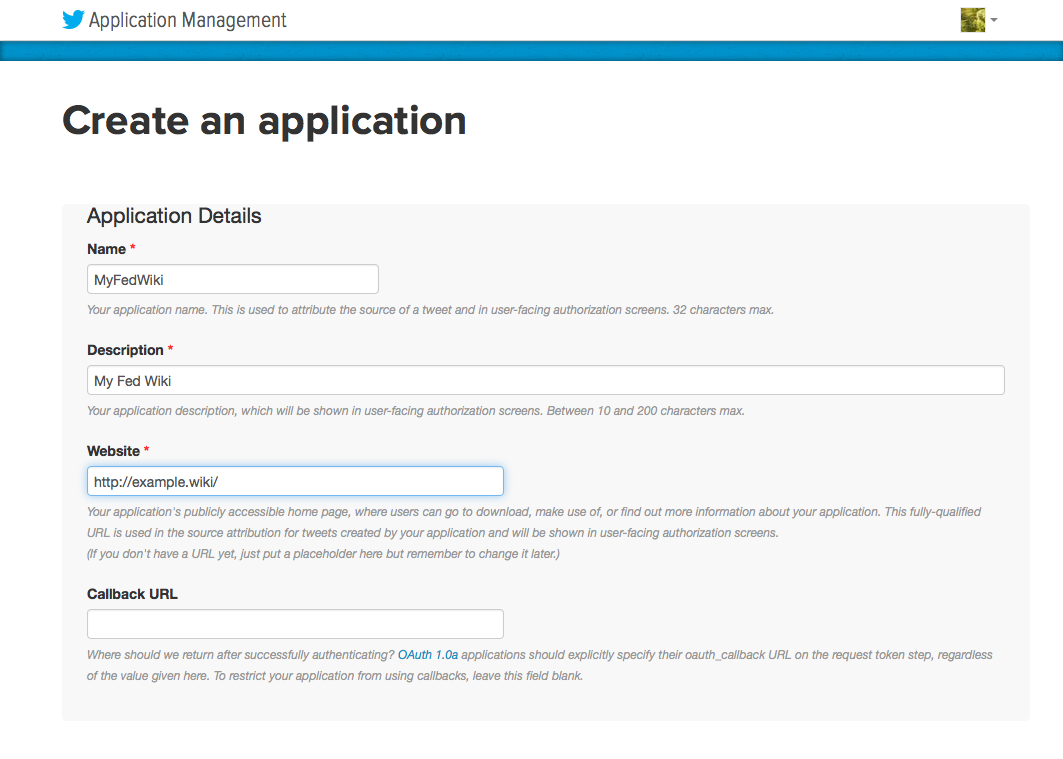 Application Management
Create an application
Application Details
Name *
MyFedWiki
Your application name. This is used to attribute the source of a tweet and in user-facing authorization screens. 32 characters max.
Description *
My Fed Wiki
Your application description, which will be shown in user-facing authorization screens. Between 10 and 200 characters max.
Website *
http://example.wiki/
Your application's publicly accessible home page, where users can go to download, make use of, or find out more information about your application. This fully-qualified
URL is used in the source attribution for tweets created by your application and will be shown in user-facing authorization screens.
(If you don't have a URL yet, just put a placeholder here but remember to change it later.)
Callback URL
Where should we return after successfully authenticating? OAuth 1.0a applications should explicitly specify their oauth_callback URL on the request token step, regardless
of the value given here. To restrict your application from using callbacks, leave this field blank.